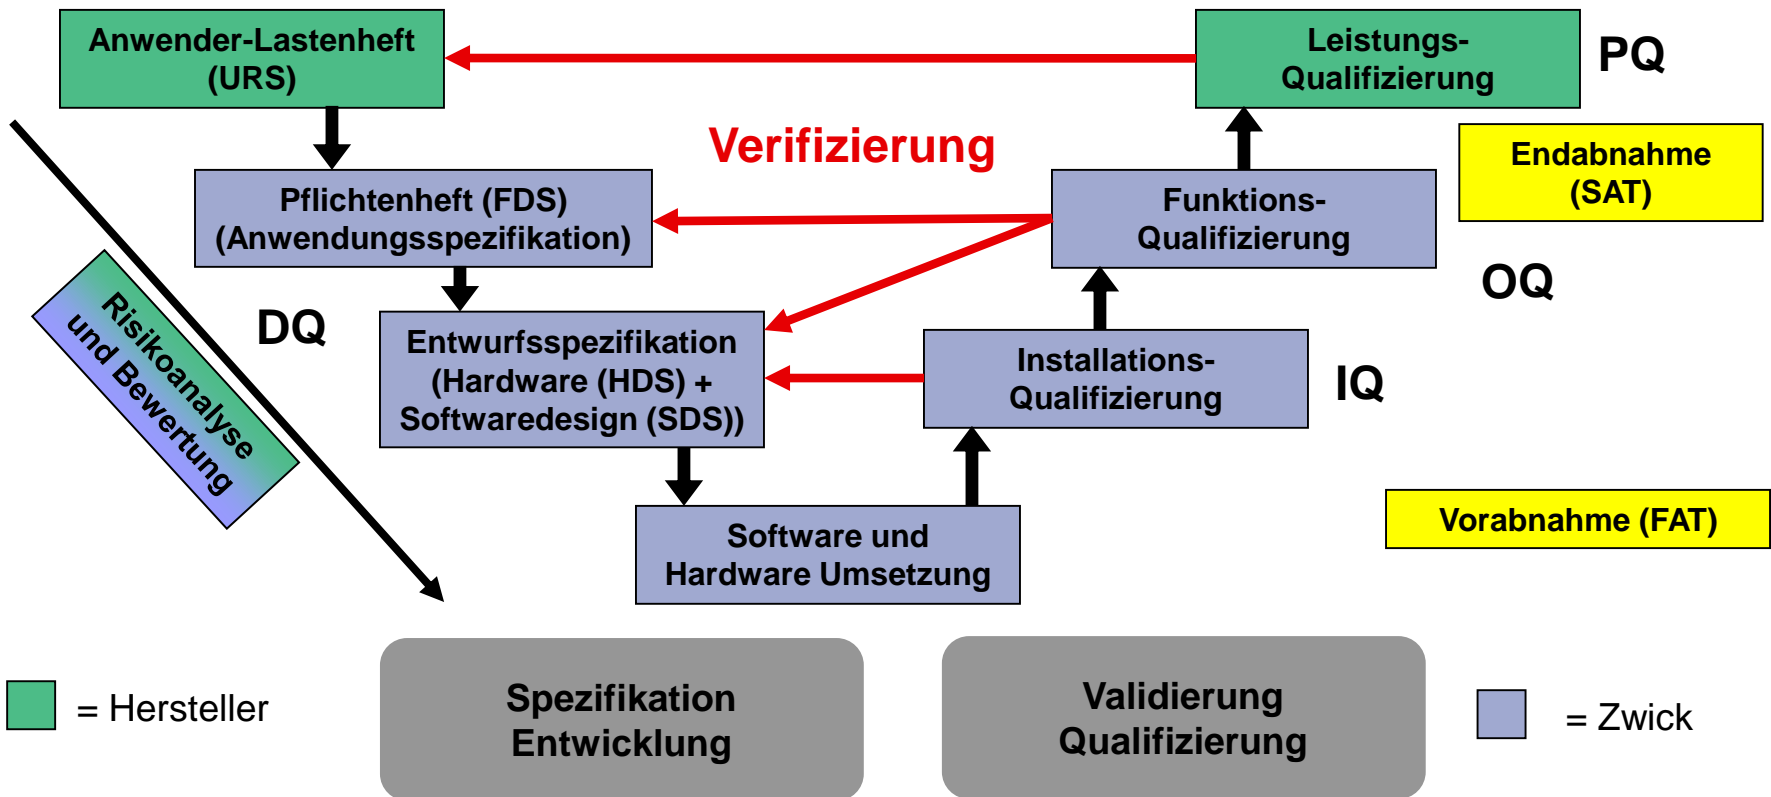 Anwender-Lastenheft
(URS)
Leistungs-
Qualifizierung
PQ
Verifizierung
Endabnahme
(SAT)
Pflichtenheft (FDS)
(Anwendungsspezifikation)
Funktions-
Qualifizierung
OQ
Risikoanalyse
und Bewertung
DQ
Entwurfsspezifikation
(Hardware (HDS) +
Softwaredesign (SDS))
Installations-
Qualifizierung
IQ
Software und
Hardware Umsetzung
Vorabnahme (FAT)
= Hersteller
Spezifikation
Entwicklung
Validierung
Qualifizierung
= Zwick